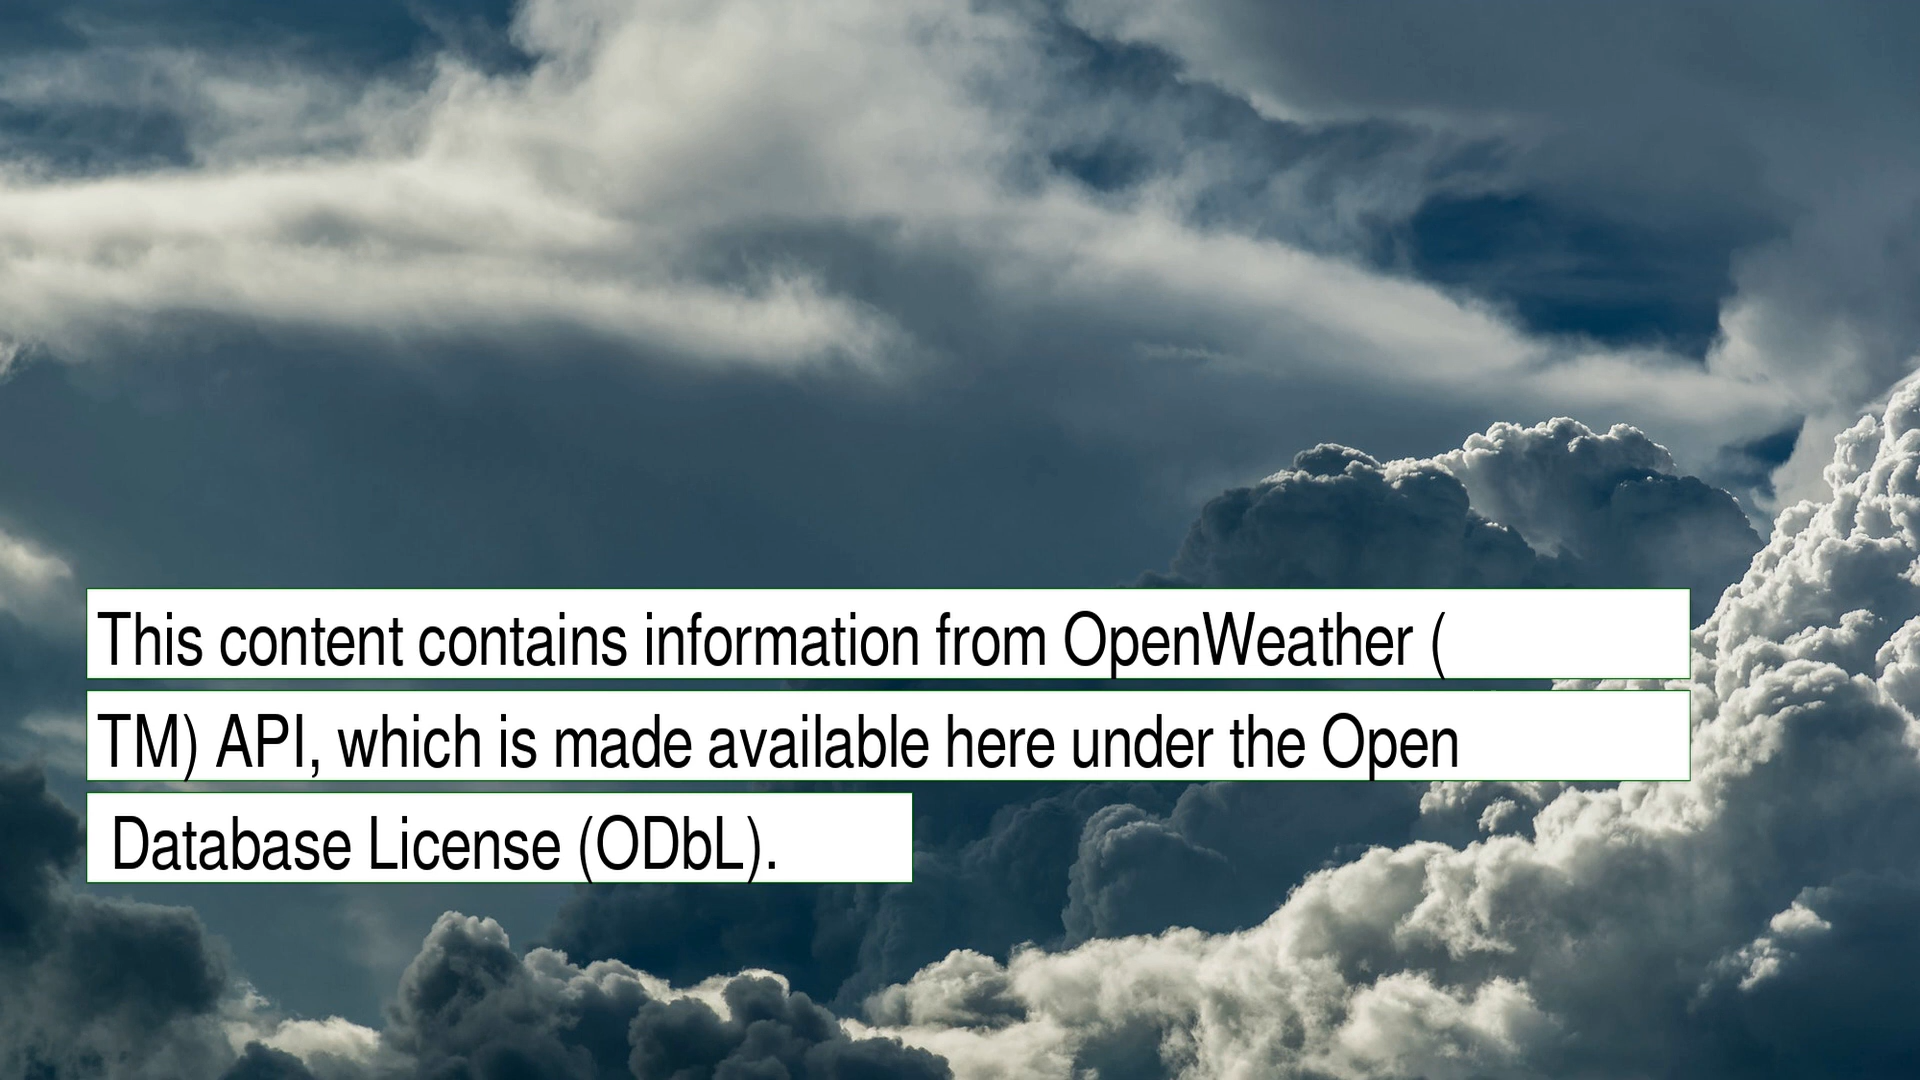 This content contains information from OpenWeather (
TM) API, which is made available here under the Open
Database License (ODbL).